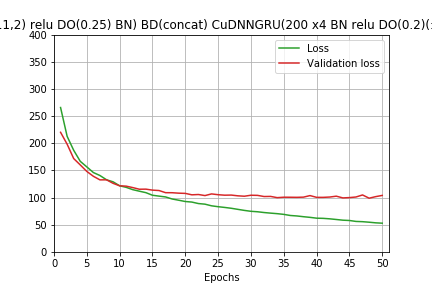 11,2) relu DO(0.25) BN) BD(concat) CuDNNGRU(200 x4 BN relu DO(0.2)(
Loss
Validation loss
400
350
300
250
200
150
100
50
0
0 5 10 15 20 25 30 35 40 45 50
Epochs